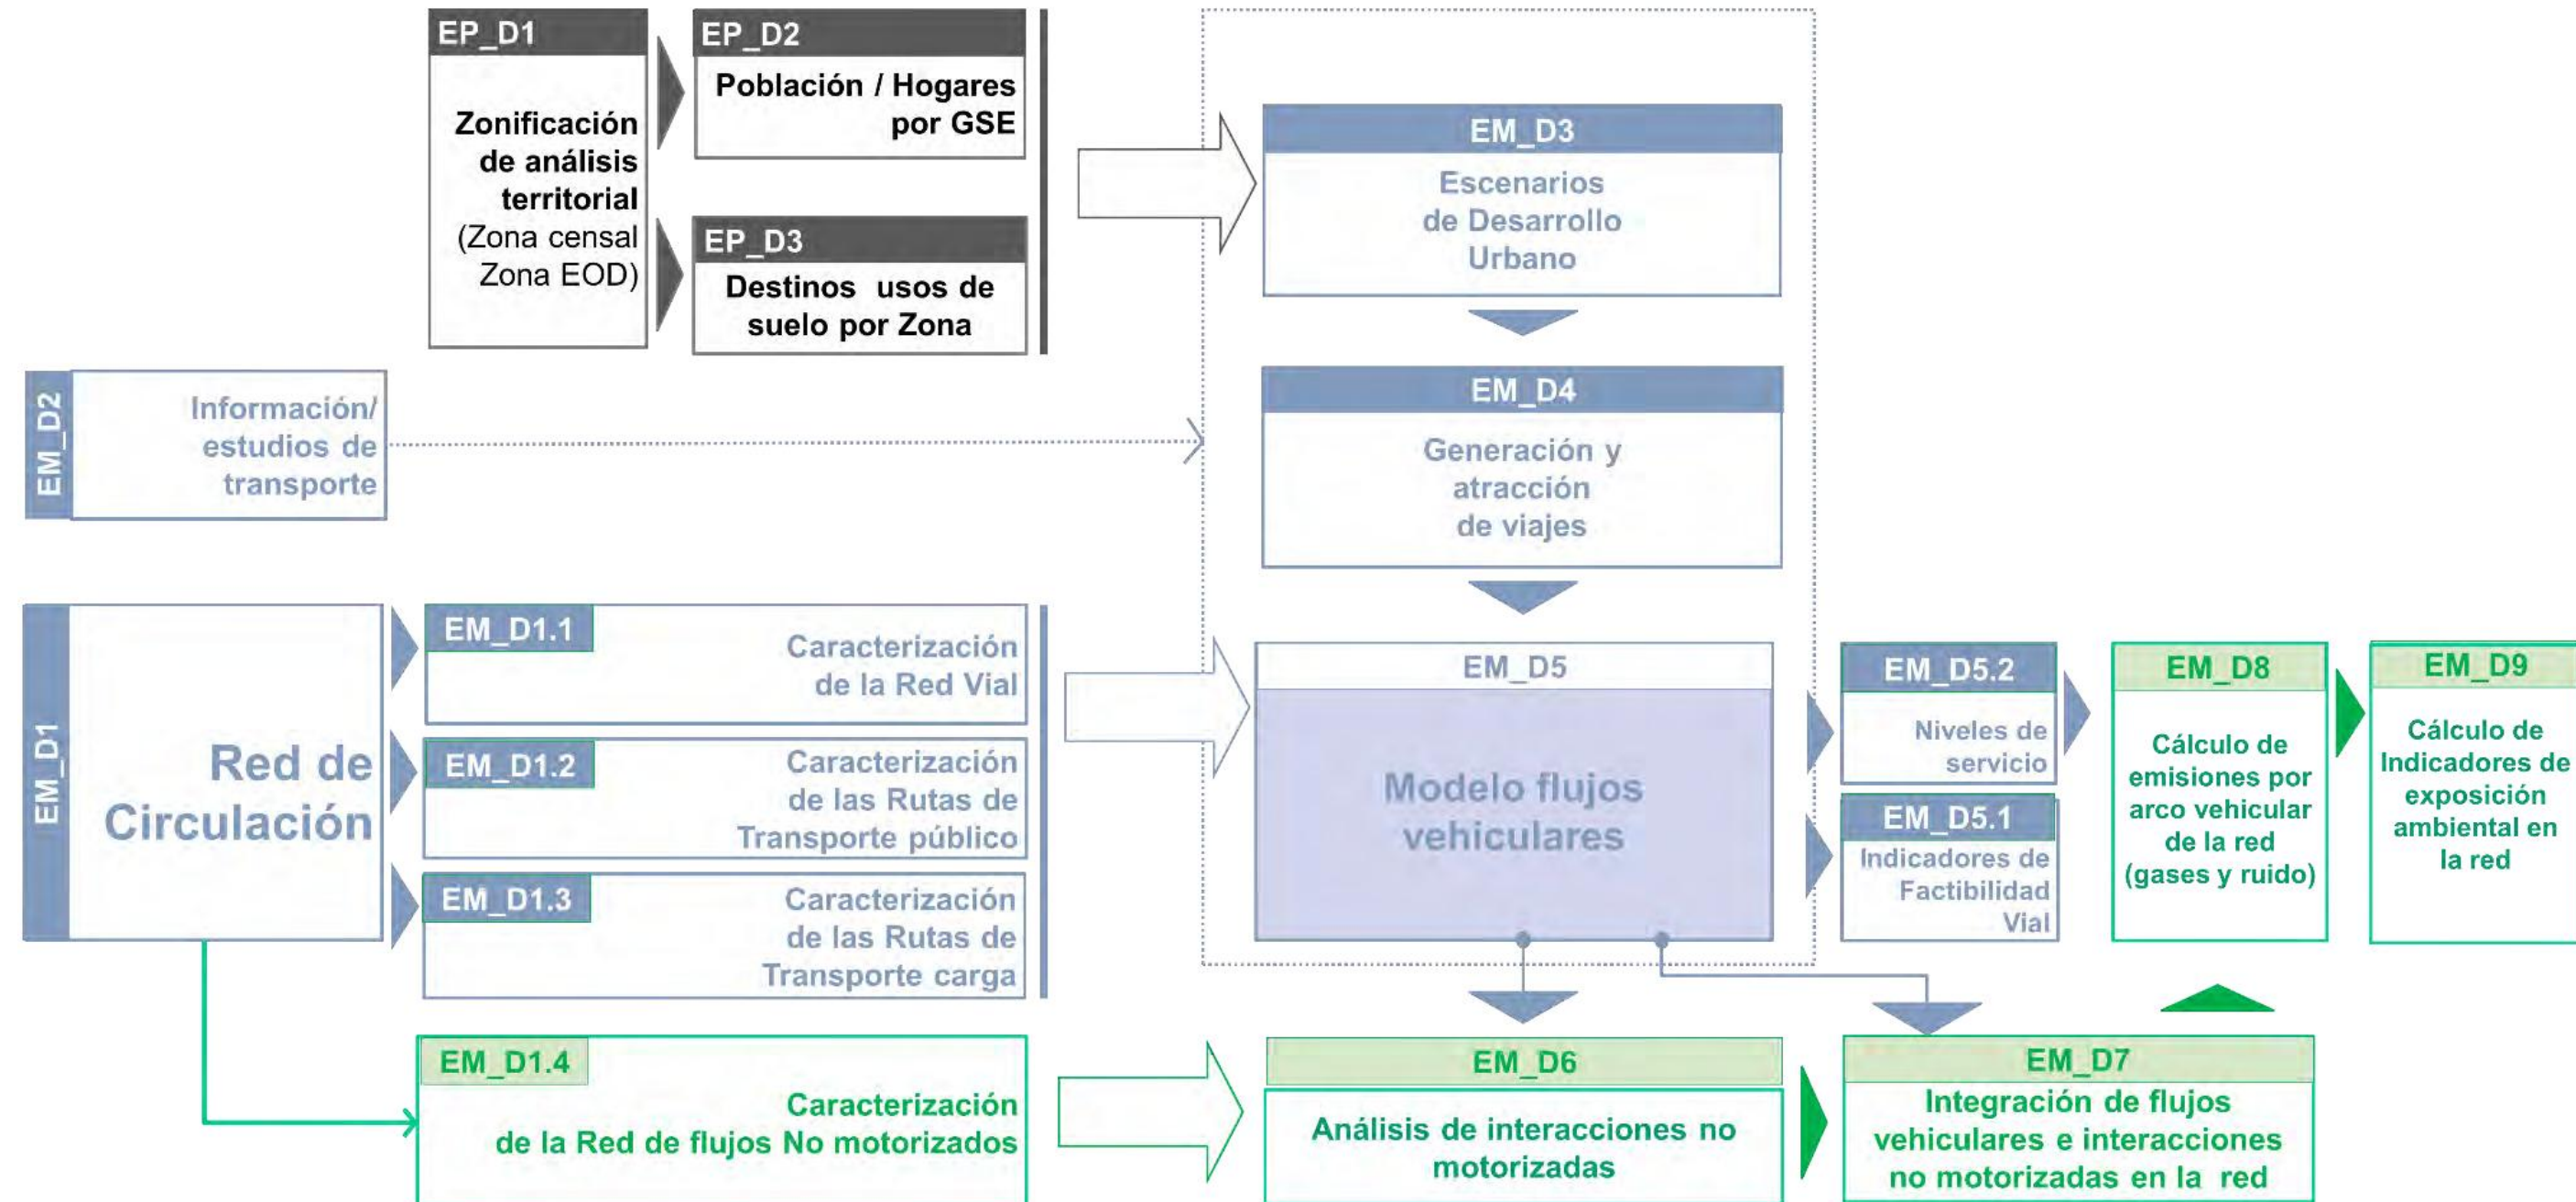 EP_D1
Zonificación
de análisis
territorial
(Zona censal
Zona EOD)
EP_D2
Población / Hogares
por GSE
EP_D3
Destinos usos de
suelo por Zona
EM_D3
Escenarios
de Desarrollo
Urbano
EM_D2
Información/
estudios de
transporte
EM_D4
Generación y
atracción
de viajes
EM_D1
Red de
Circulación
EM_D1.1
Caracterización
de la Red Vial
EM_D1.2
Caracterización
de las Rutas de
Transporte público
EM_D1.3
Caracterización
de las Rutas de
Transporte carga
EM_D5
Modelo flujos
vehiculares
EM_D5.2
Niveles de
servicio
EM_D5.1
Indicadores de
Factibilidad
Vial
EM_D8
Cálculo de
emisiones por
arco vehicular
de la red
(gases y ruido)
EM_D9
Cálculo de
Indicadores de
exposición
ambiental en
la red
EM_D1.4
Caracterización
de la Red de flujos No motorizados
EM_D6
Análisis de interacciones no
motorizadas
EM_D7
Integración de flujos
vehiculares e interacciones
no motorizadas en la red